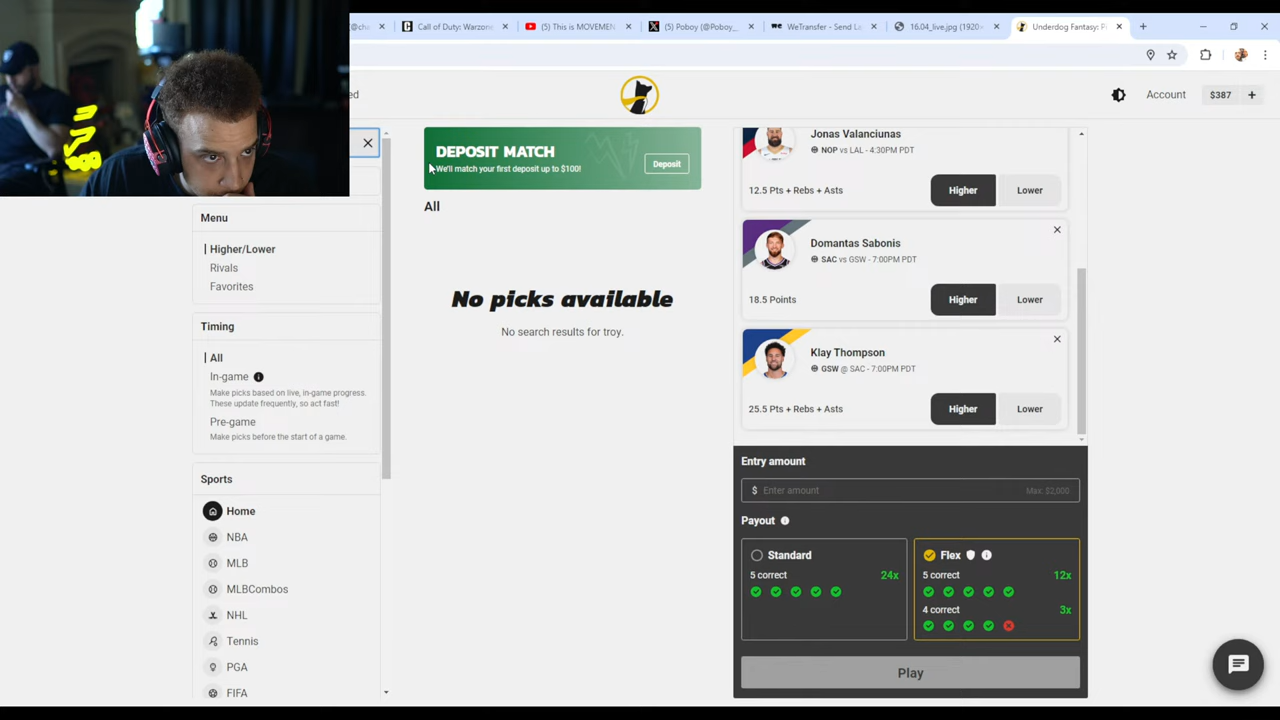 @cha
Call of Duty: Warzone
(5) This is MOVEMEN
(5) Poboy (@Poboy_
WeTransfer - Send La
16.04_live.jpg (1920×
Underdog Fantasy: P
ed
Account
$387
Menu
Higher/Lower
Rivals
Favorites
Timing
All
In-game
Make picks based on live, in-game progress.
These update frequently, so act fast!
Pre-game
Make picks before the start of a game.
Sports
Home
NBA
MLB
MLBCombos
NHL
Tennis
PGA
FIFA
DEPOSIT MATCH
We'll match your first deposit up to $100!
Deposit
All
No picks available
No search results for troy.
Jonas Valanciunas
NOP vs LAL - 4:30PM PDT
12.5 Pts + Rebs + Asts
Higher
Lower
Domantas Sabonis
SAC vs GSW - 7:00PM PDT
18.5 Points
Higher
Lower
Klay Thompson
GSW @ SAC - 7:00PM PDT
25.5 Pts + Rebs + Asts
Higher
Lower
Entry amount
$ Enter amount
Max: $2,000
Payout
Standard
5 correct 24x
Flex
5 correct 12x
4 correct 3x
Play